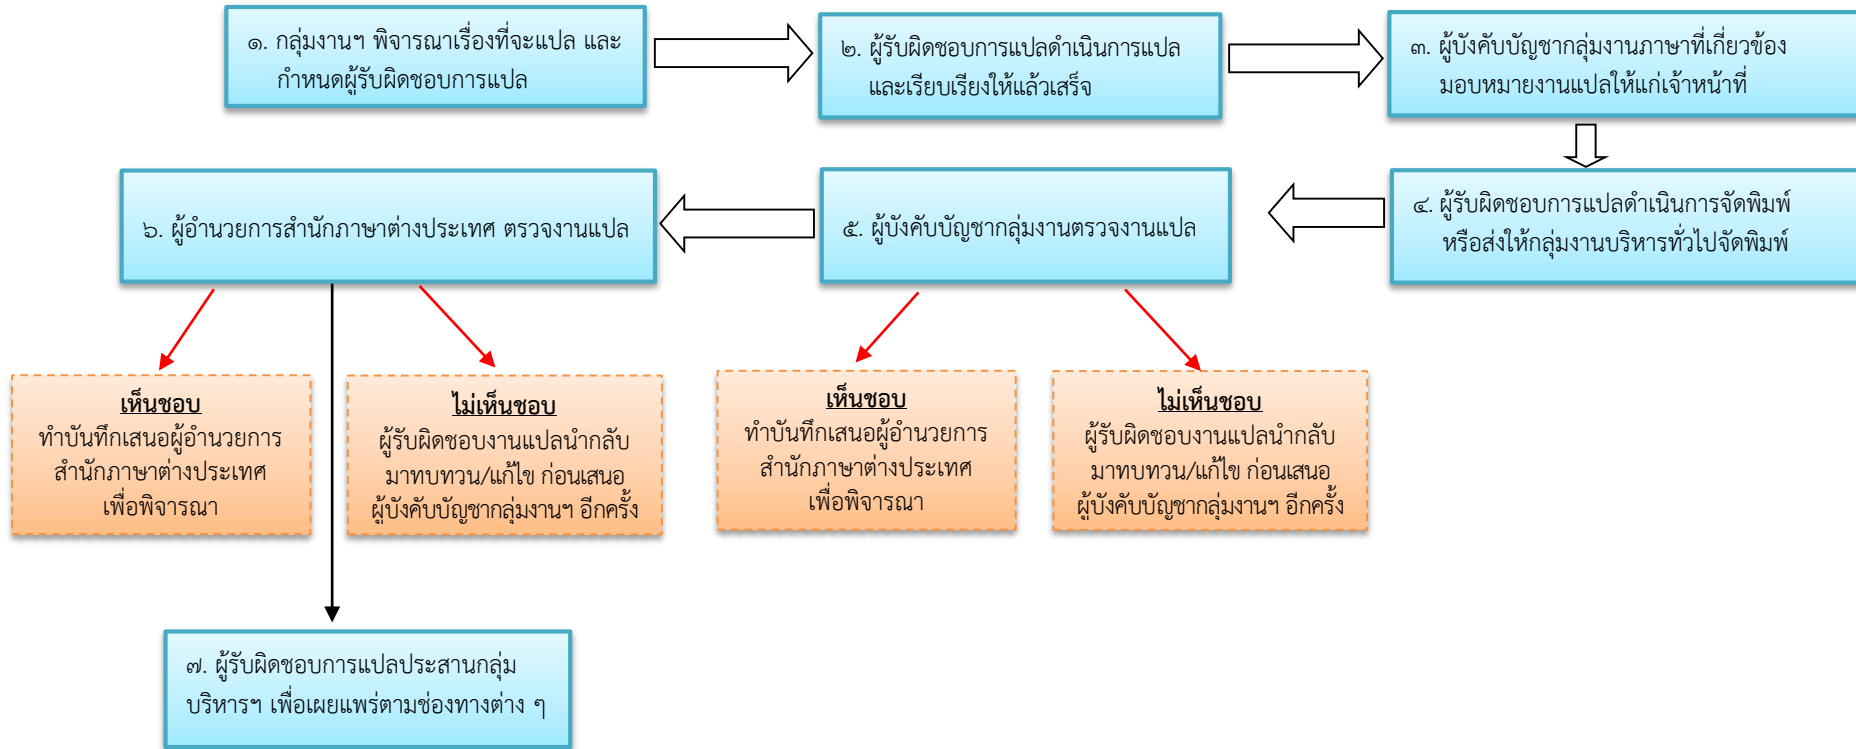 ๑. กลุ่มงานฯ พิจารณาเรื่องที่จะแปล และ
กำหนดผู้รับผิดชอบการแปล
๒. ผู้รับผิดชอบการแปลดำเนินการแปล
และเรียบเรียงให้แล้วเสร็จ
๓. ผู้บังคับบัญชากลุ่มงานภาษาที่เกี่ยวข้อง
มอบหมายงานแปลให้แก่เจ้าหน้าที่
๔. ผู้รับผิดชอบการแปลดำเนินการจัดพิมพ์
หรือส่งให้กลุ่มงานบริหารทั่วไปจัดพิมพ์
๕. ผู้บังคับบัญชากลุ่มงานตรวจงานแปล
๖. ผู้อำนวยการสำนักภาษาต่างประเทศ ตรวจงานแปล
เห็นชอบ
ทำบันทึกเสนอผู้อำนวยการ
สำนักภาษาต่างประเทศ
เพื่อพิจารณา
ไม่เห็นชอบ
ผู้รับผิดชอบงานแปลนำกลับ
มาทบทวน/แก้ไข ก่อนเสนอ
ผู้บังคับบัญชากลุ่มงานฯ อีกครั้ง
เห็นชอบ
ทำบันทึกเสนอผู้อำนวยการ
สำนักภาษาต่างประเทศ
เพื่อพิจารณา
ไม่เห็นชอบ
ผู้รับผิดชอบงานแปลนำกลับ
มาทบทวน/แก้ไข ก่อนเสนอ
ผู้บังคับบัญชากลุ่มงานฯ อีกครั้ง
๗. ผู้รับผิดชอบการแปลประสานกลุ่ม
บริหารฯ เพื่อเผยแพร่ตามช่องทางต่าง ๆ